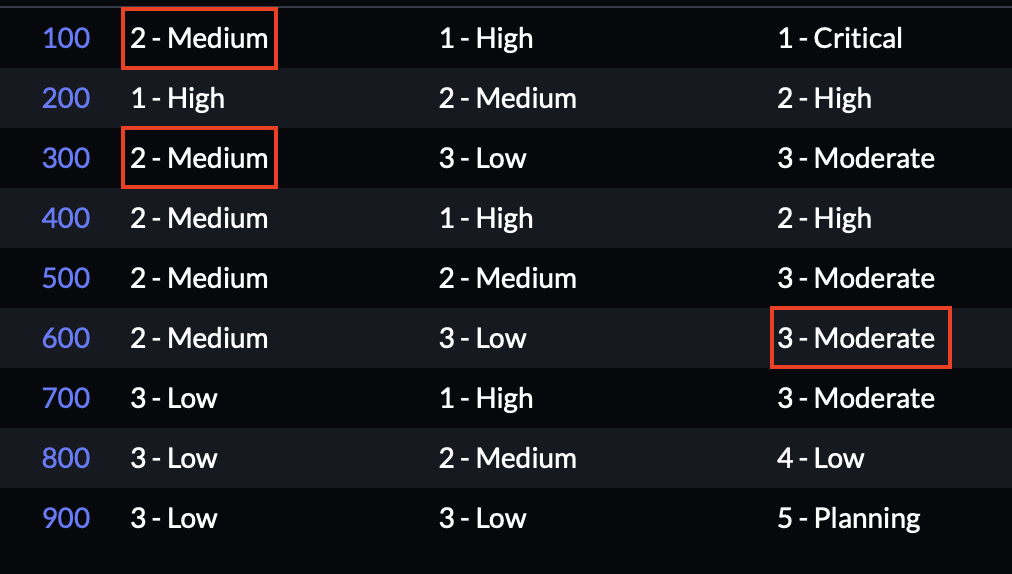 100 2 - Medium 1 - High 1 - Critical
200 1 - High 2 - Medium 2 - High
300 2 - Medium 3 - Low 3 - Moderate
400 2 - Medium 1 - High 2 - High
500 2 - Medium 2 - Medium 3 - Moderate
600 2 - Medium 3 - Low 3 - Moderate
700 3 - Low 1 - High 3 - Moderate
800 3 - Low 2 - Medium 4 - Low
900 3 - Low 3 - Low 5 - Planning